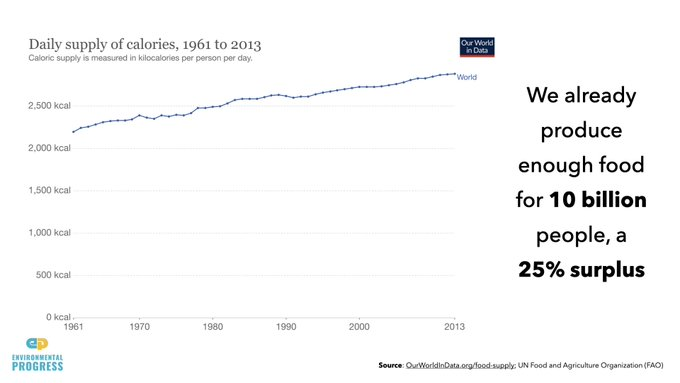 Daily supply of calories, 1961 to 2013
Caloric supply is measured in kilocalories per person per day.
Our World
in Data
World
2,500 kcal
2,000 kcal
1,500 kcal
1,000 kcal
500 kcal
0 kcal
1961
1970
1980
1990
2000
2013
We already
produce
enough food
for 10 billion
people, a
25% surplus
ENVIRONMENTAL
PROGRESS
Source: OurWorldInData.org/food-supply; UN Food and Agriculture Organization (FAO)